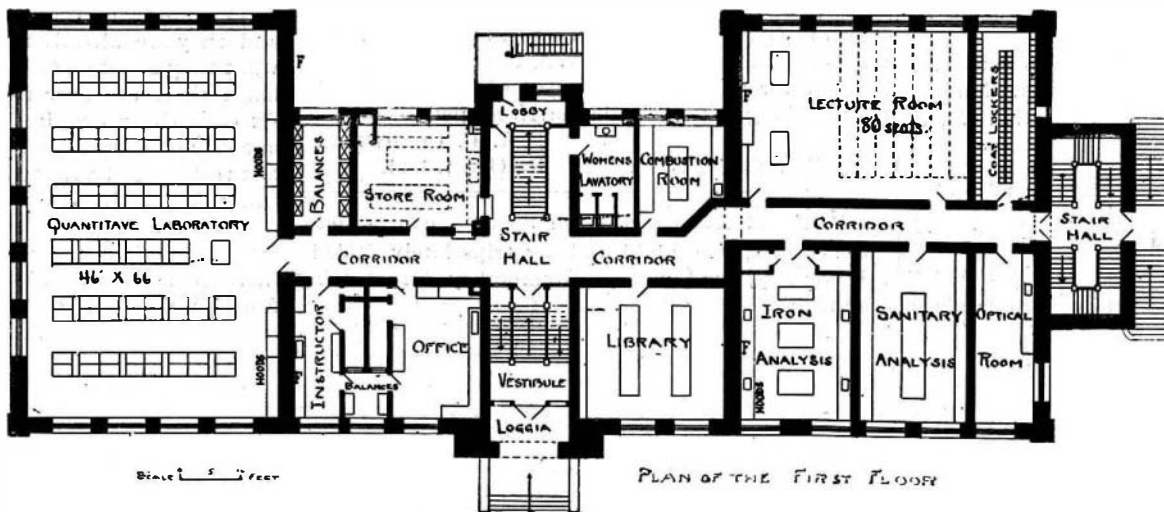 LOBBY
LECTURE ROOM
80 seats.
COAT LOCKERS
HOODS
BALANCES
STORE ROOM
WOMENS
LAVATORY
COMBUSTION
ROOM
QUANTITAVE LABORATORY
46' X 66
STAIR
HALL
CORRIDOR
CORRIDOR
CORRIDOR
STAIR
HALL
INSTRUCTOR
OFFICE
BALANCES
HOODS
VESTIBULE
LOGGIA
LIBRARY
IRON
ANALYSIS
HOODS
SANITARY
ANALYSIS
OPTICAL
ROOM
F
F
F
SCALE 5 FEET
PLAN OF THE FIRST FLOOR